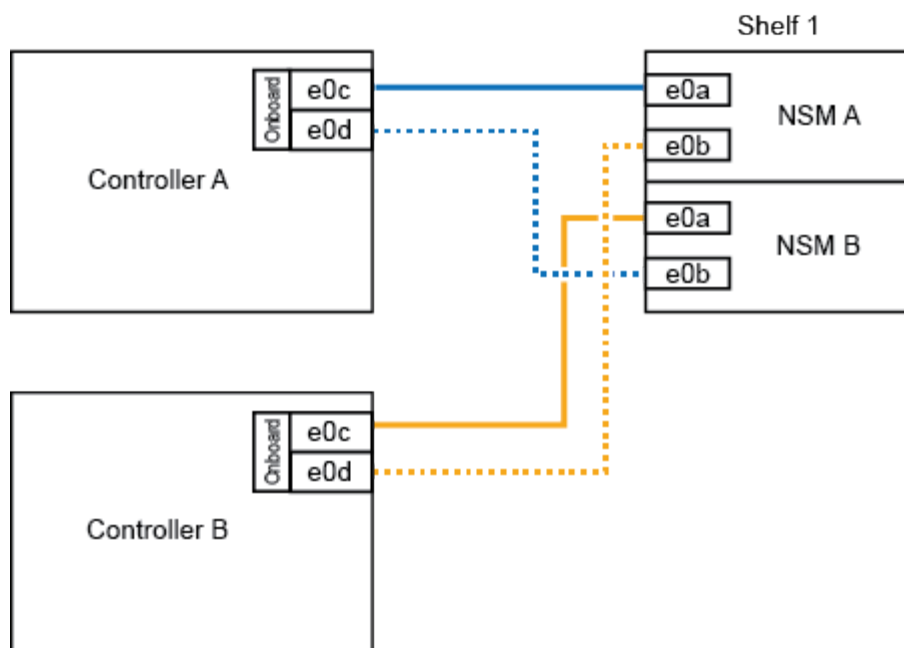 Shelf 1
Onboard
e0c
e0d
Controller A
e0a
NSM A
e0b
e0a
NSM B
e0b
Onboard
e0c
e0d
Controller B